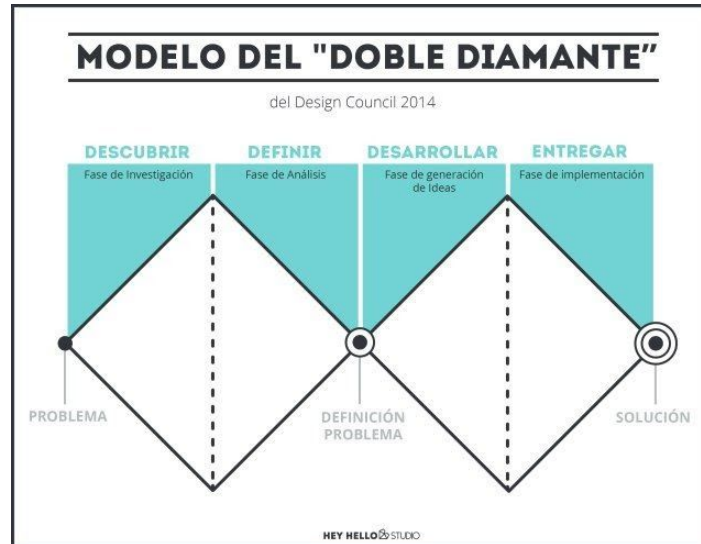 MODELO DEL "DOBLE DIAMANTE”
del Design Council 2014
DESCUBRIR
Fase de Investigación
DEFINIR
Fase de Análisis
DESARROLLAR
Fase de generación
de Ideas
ENTREGAR
Fase de implementación
PROBLEMA
DEFINICIÓN
PROBLEMA
SOLUCIÓN
HEY HELLO STUDIO